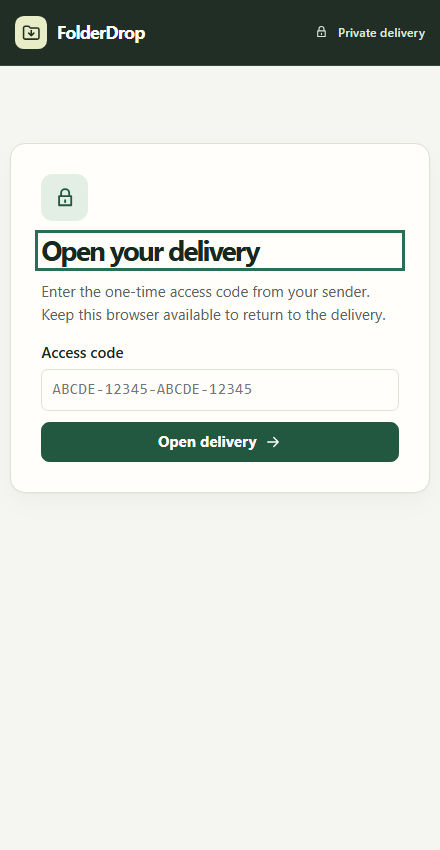 FolderDrop
Private delivery
Open your delivery
Enter the one-time access code from your sender.
Keep this browser available to return to the delivery.
Access code
ABCDE-12345-ABCDE-12345
Open delivery →